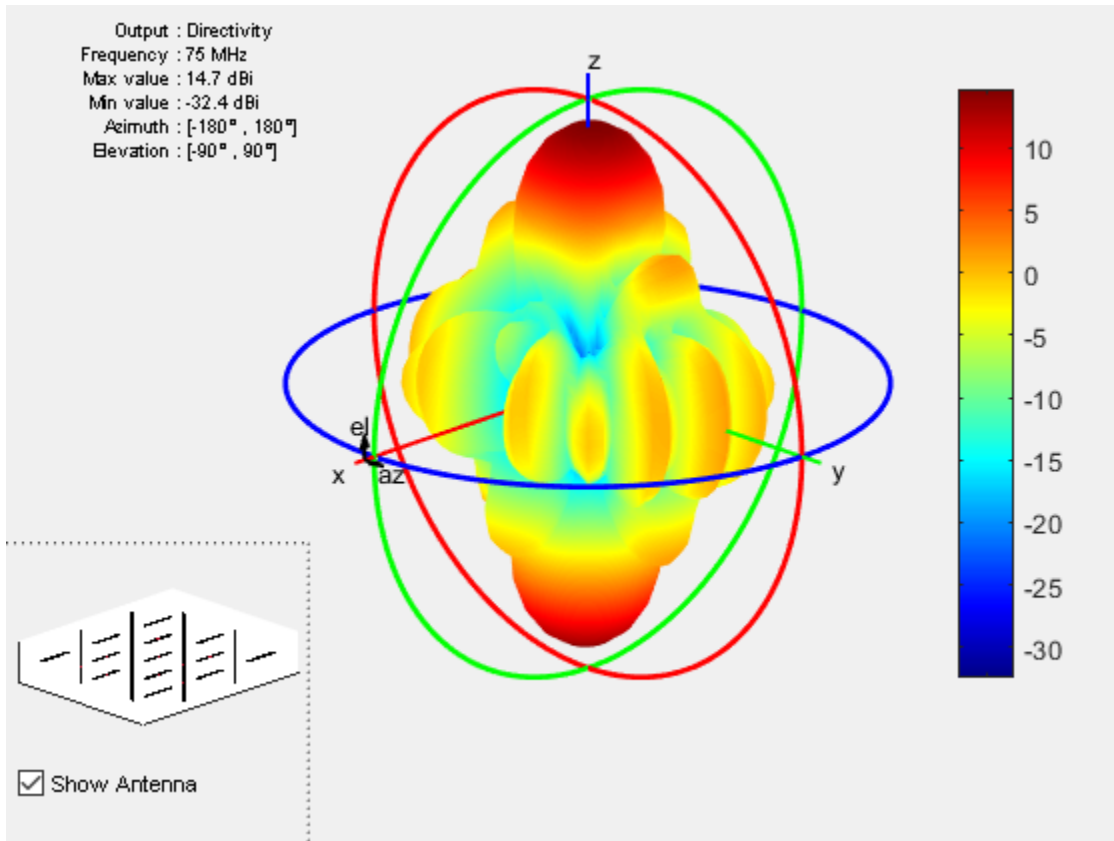 Output : Directivity
Frequency : 75 MHz
Max value : 14.7 dBi
Min value : -32.4 dBi
Azimuth : [-180° , 180°]
Elevation : [-90° , 90°]
z
10
5
0
-5
-10
-15
-20
-25
-30
el
x
az
y
Show Antenna